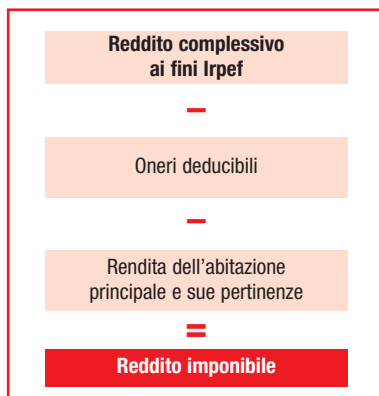 Reddito complessivo
ai fini Irpef
–
Oneri deducibili
–
Rendita dell'abitazione
principale e sue pertinenze
=
Reddito imponibile